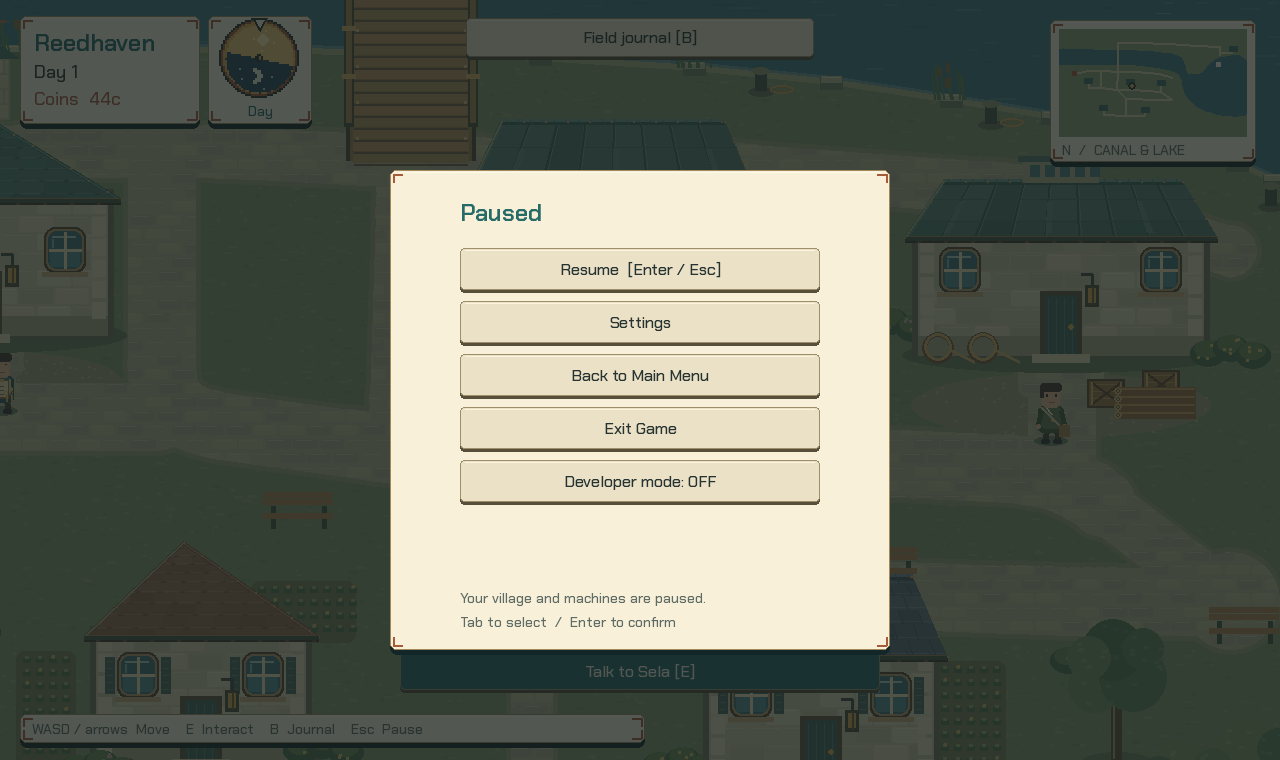 Reedhaven
Day 1
Coins 44c
Day
Field journal [B]
N / CANAL & LAKE
Paused
Resume [Enter / Esc]
Settings
Back to Main Menu
Exit Game
Developer mode: OFF
Your village and machines are paused.
Tab to select / Enter to confirm
Talk to Sela [E]
WASD / arrows Move E Interact B Journal Esc Pause